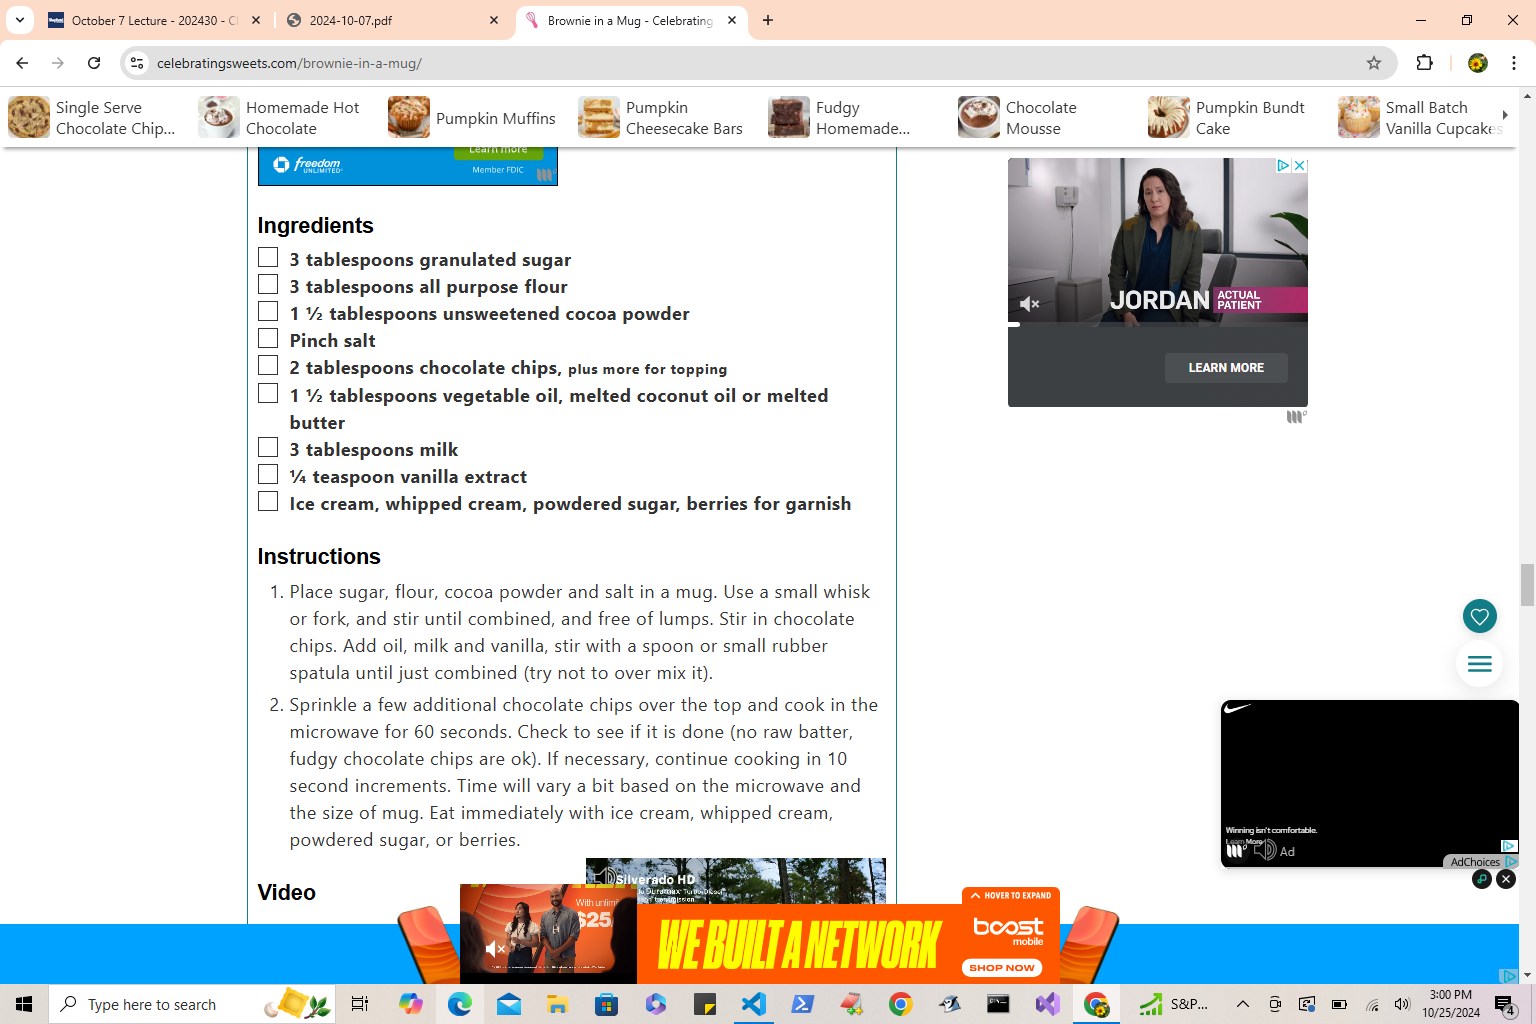 October 7 Lecture - 202430 - C
2024-10-07.pdf
Brownie in a Mug - Celebrating
celebratingsweets.com/brownie-in-a-mug/
Single Serve
Chocolate Chip...
Homemade Hot
Chocolate
Pumpkin Muffins
Pumpkin
Cheesecake Bars
Fudgy
Homemade...
Chocolate
Mousse
Pumpkin Bundt
Cake
Small Batch
Vanilla Cupcakes
Learn more
freedom
UNLIMITED
Member FDIC
Ingredients
3 tablespoons granulated sugar
3 tablespoons all purpose flour
1 ½ tablespoons unsweetened cocoa powder
Pinch salt
2 tablespoons chocolate chips, plus more for topping
1 ½ tablespoons vegetable oil, melted coconut oil or melted
butter
3 tablespoons milk
¼ teaspoon vanilla extract
Ice cream, whipped cream, powdered sugar, berries for garnish
JORDAN
ACTUAL
PATIENT
LEARN MORE
Instructions
1. Place sugar, flour, cocoa powder and salt in a mug. Use a small whisk
or fork, and stir until combined, and free of lumps. Stir in chocolate
chips. Add oil, milk and vanilla, stir with a spoon or small rubber
spatula until just combined (try not to over mix it).
2. Sprinkle a few additional chocolate chips over the top and cook in the
microwave for 60 seconds. Check to see if it is done (no raw batter,
fudgy chocolate chips are ok). If necessary, continue cooking in 10
second increments. Time will vary a bit based on the microwave and
the size of mug. Eat immediately with ice cream, whipped cream,
powdered sugar, or berries.
Winning isn't comfortable.
Learn More
Ad
AdChoices
Video
Silverado HD
With unlimi
$25
WE BUILT A NETWORK
HOVER TO EXPAND
boost
mobile
SHOP NOW
Type here to search
S&P...
3:00 PM
10/25/2024
4